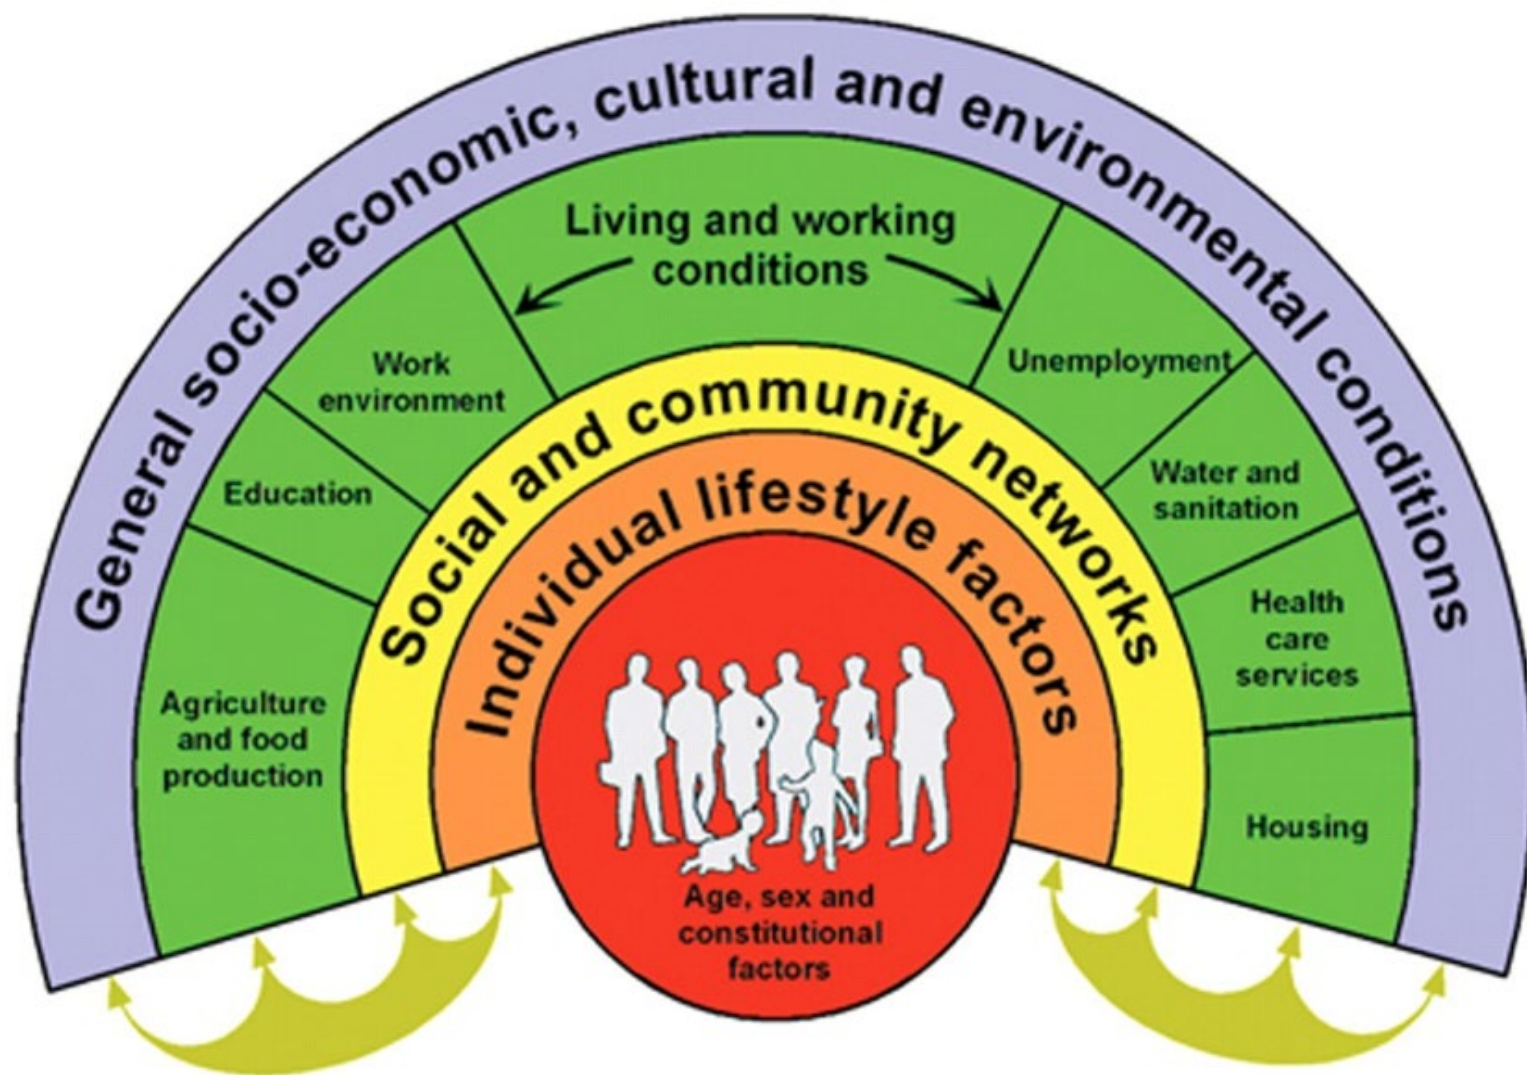 General socio-economic, cultural and environmental conditions
Living and working
conditions
Work
environment
Unemployment
Education
Water and
sanitation
Agriculture
and food
production
Health
care
services
Housing
Social and community networks
Individual lifestyle factors
Age, sex and
constitutional
factors